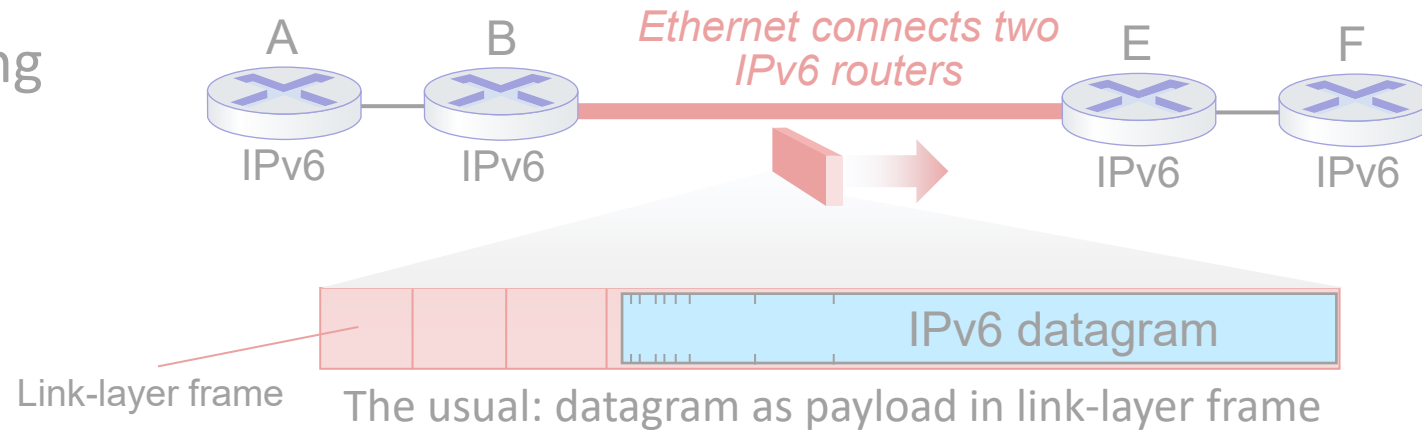 ng
A
B
Ethernet connects two
IPv6 routers
E
F
IPv6
IPv6
IPv6
IPv6
IPv6 datagram
Link-layer frame
The usual: datagram as payload in link-layer frame